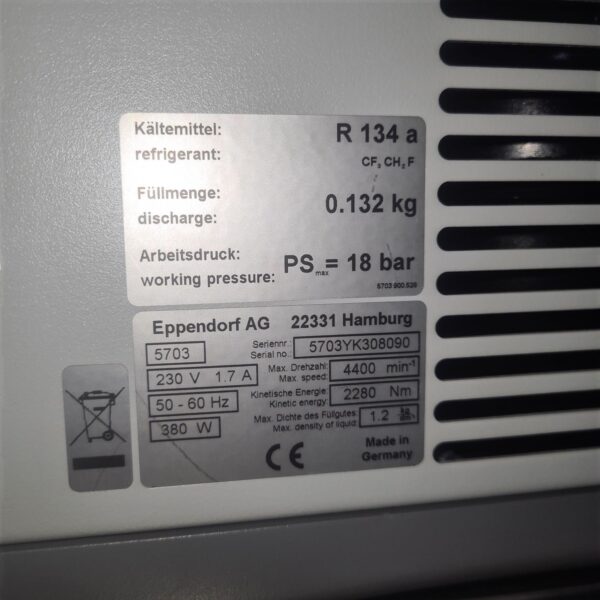 Kältemittel: R 134 a
refrigerant: CF₃ CH₂ F
Füllmenge: 0.132 kg
discharge:
Arbeitsdruck: PSmax = 18 bar
working pressure:
5703 900.529
Eppendorf AG 22331 Hamburg
5703 Seriennr.: 5703YK308090
Serial no.:
230 V 1.7 A Max. Drehzahl: 4400 min⁻¹
Max. speed:
50 - 60 Hz Kinetische Energie: 2280 Nm
Kinetic energy:
380 W Max. Dichte des Füllgutes: 1.2
Max. density of liquid:
CE Made in
Germany